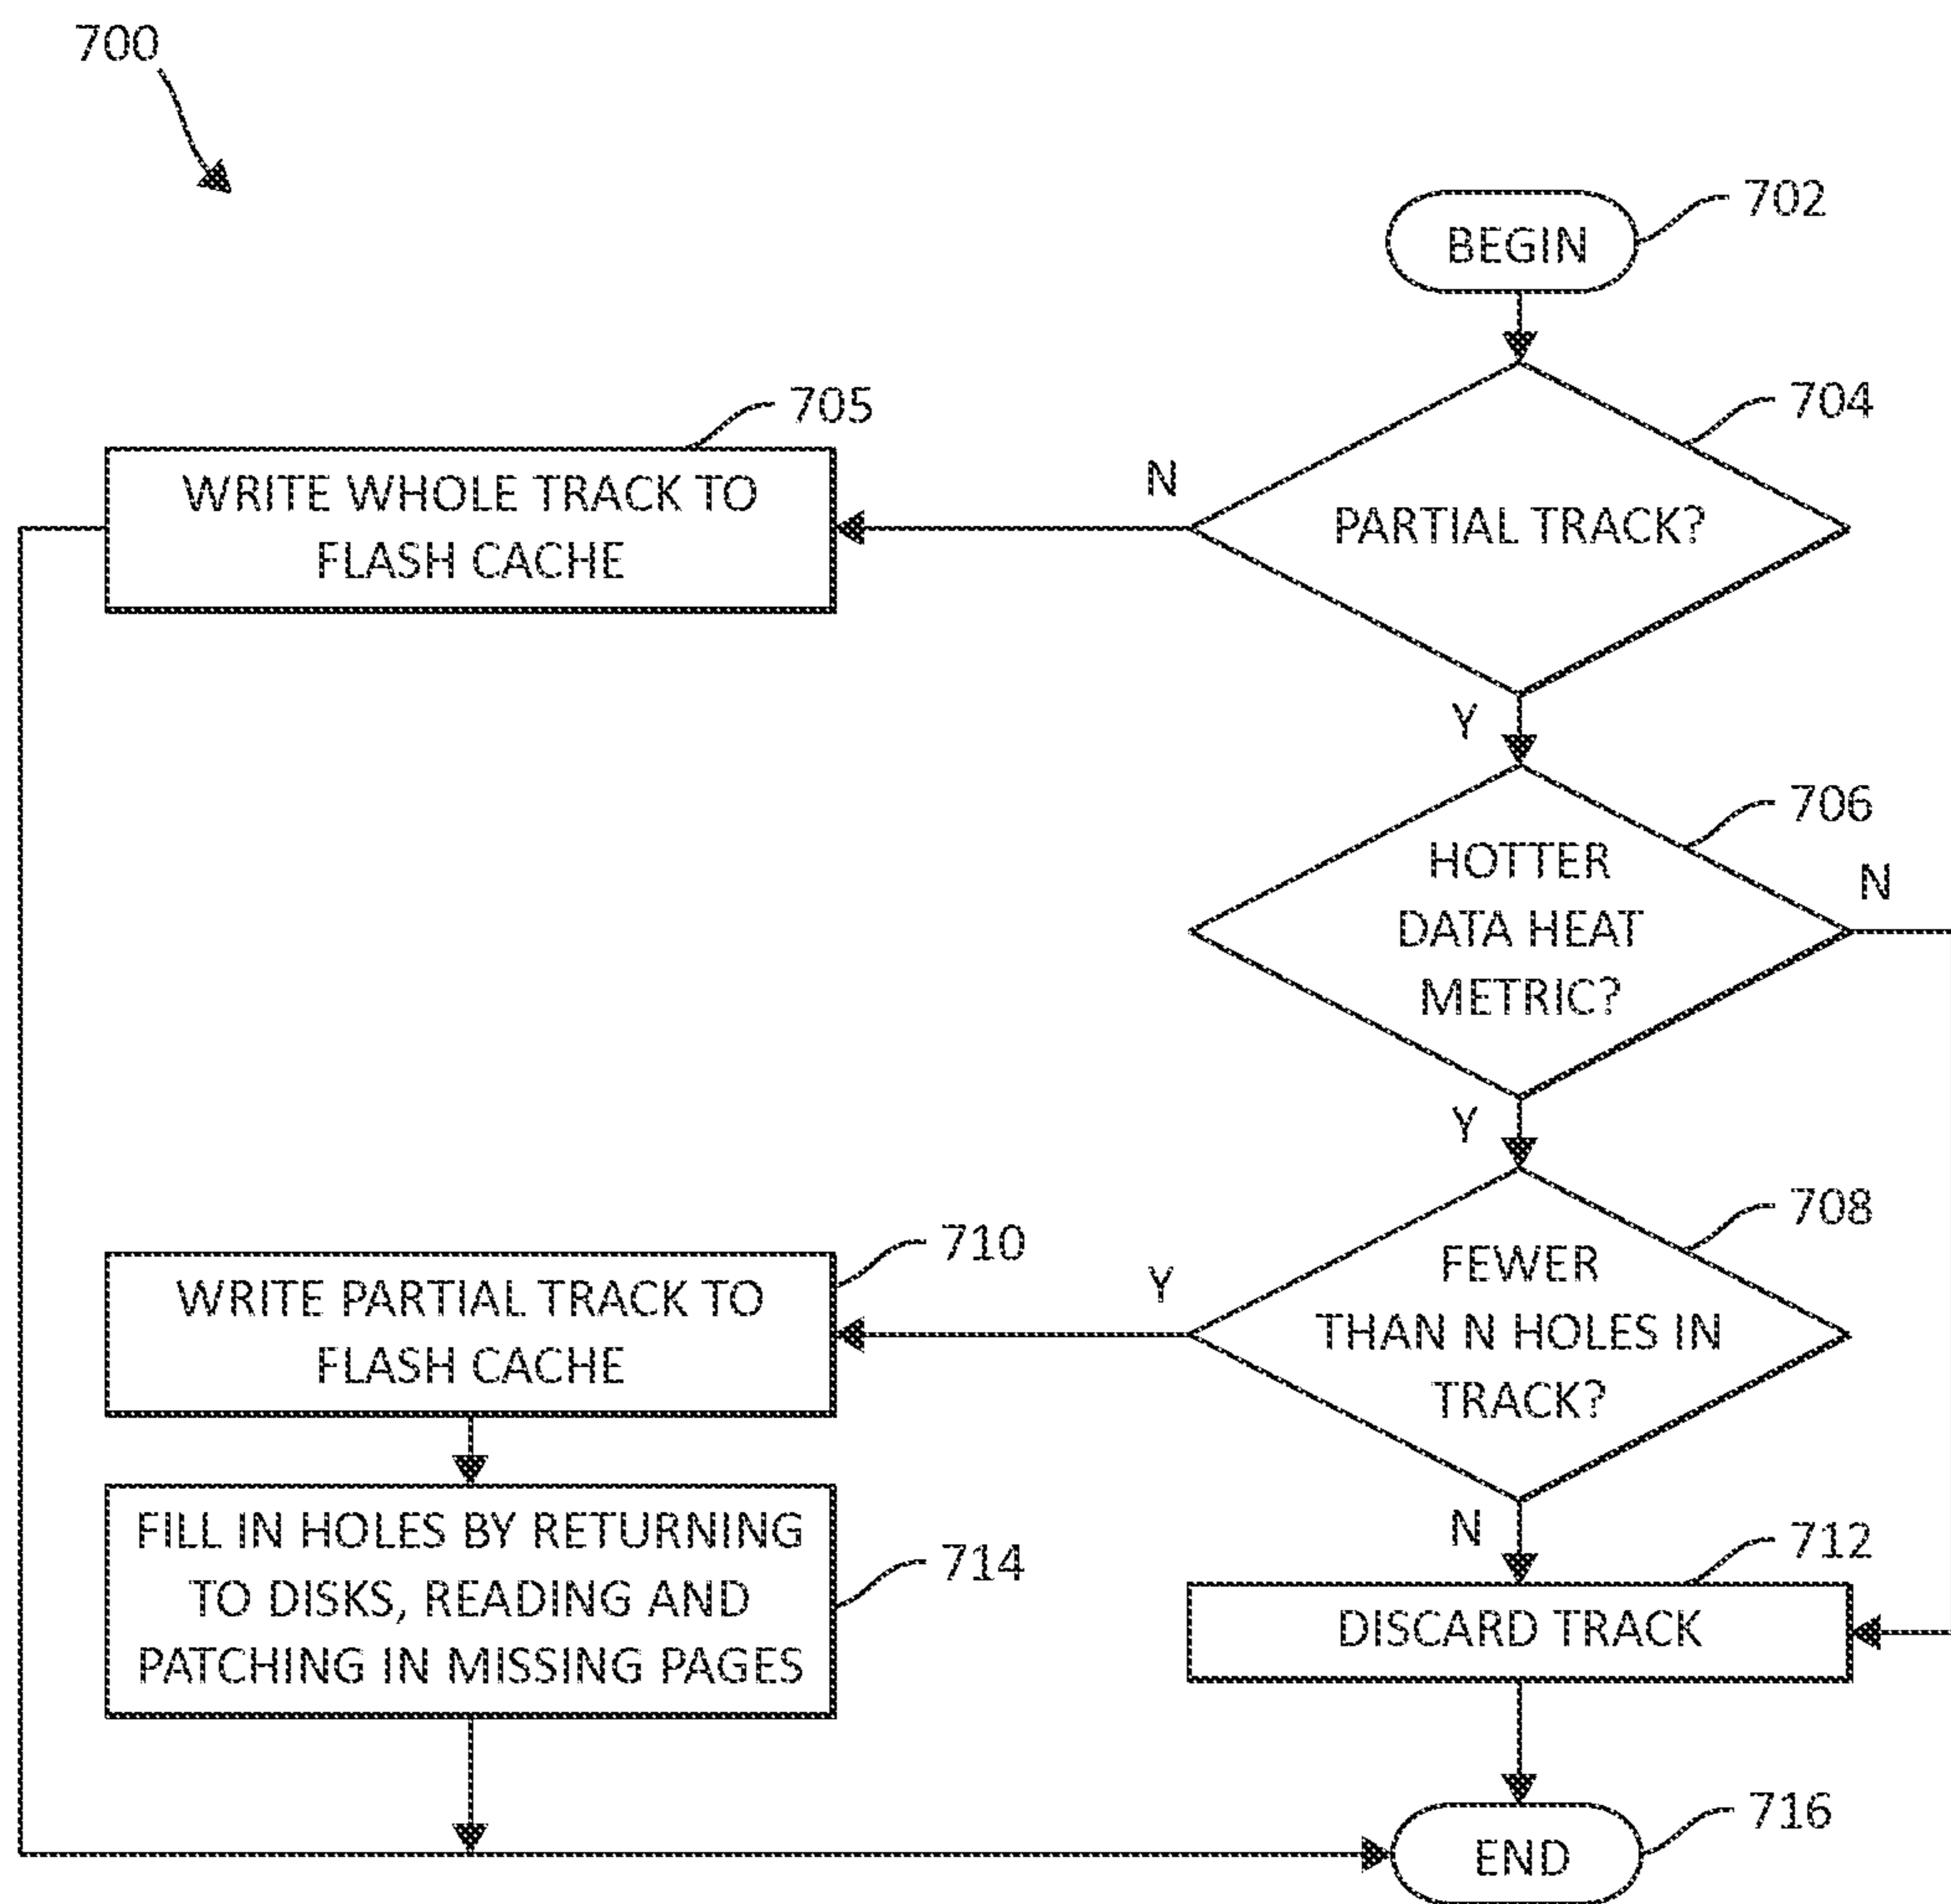 700
702
BEGIN
704
705
N
WRITE WHOLE TRACK TO
FLASH CACHE
PARTIAL TRACK?
Y
706
HOTTER
DATA HEAT
METRIC?
N
Y
708
710
FEWER
THAN N HOLES IN
TRACK?
Y
WRITE PARTIAL TRACK TO
FLASH CACHE
N
712
FILL IN HOLES BY RETURNING
TO DISKS, READING AND
PATCHING IN MISSING PAGES
714
DISCARD TRACK
716
END